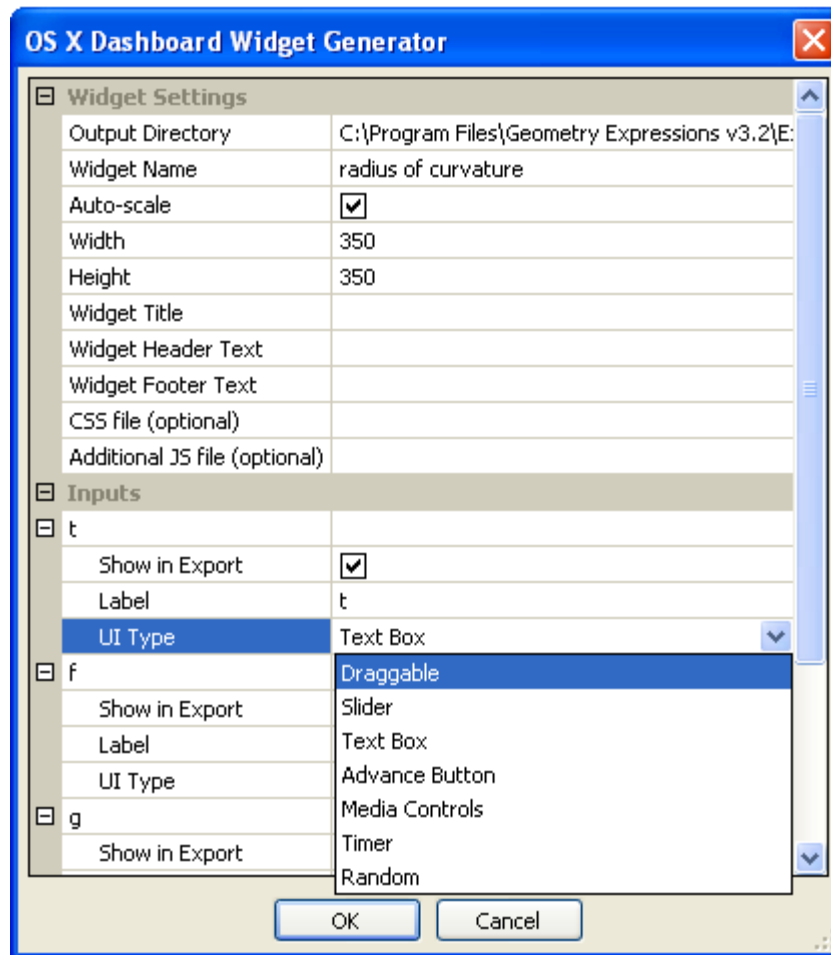 OS X Dashboard Widget Generator
Widget Settings
Output Directory C:\Program Files\Geometry Expressions v3.2\E
Widget Name radius of curvature
Auto-scale
Width 350
Height 350
Widget Title
Widget Header Text
Widget Footer Text
CSS file (optional)
Additional JS file (optional)
Inputs
t
Show in Export
Label t
UI Type Text Box
f Draggable
Show in Export Slider
Label Text Box
UI Type Advance Button
g Media Controls
Show in Export Timer
Random
OK Cancel